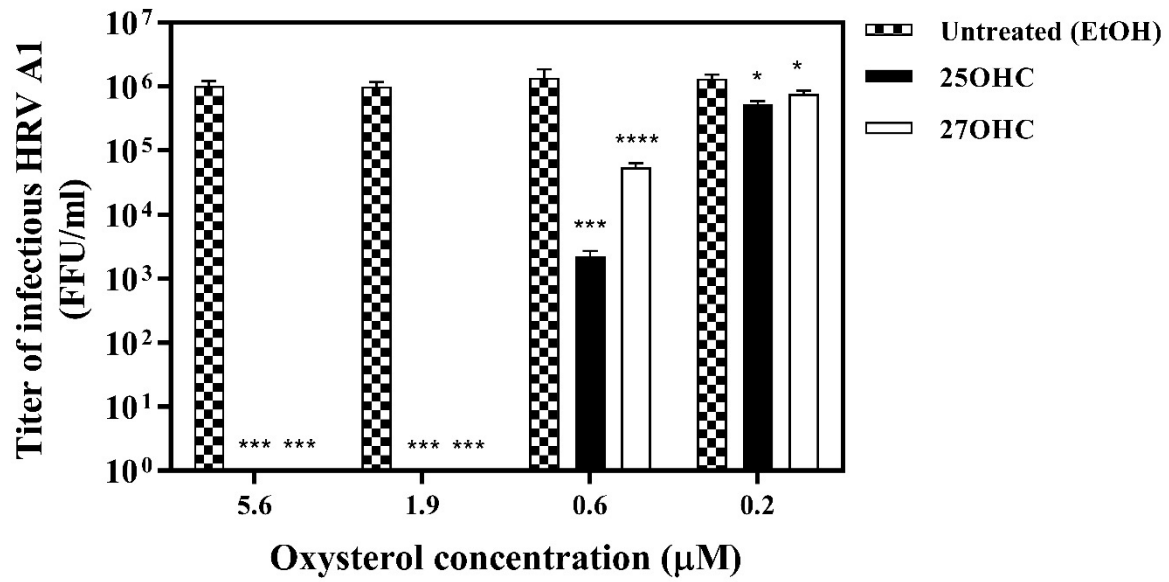 Titer of infectious HRV A1
(FFU/ml)
10⁷
10⁶
10⁵
10⁴
10³
10²
10¹
10⁰
*** ***
*** ***
***
****
*
*
5.6 1.9 0.6 0.2
Oxysterol concentration (μM)
Untreated (EtOH)
25OHC
27OHC